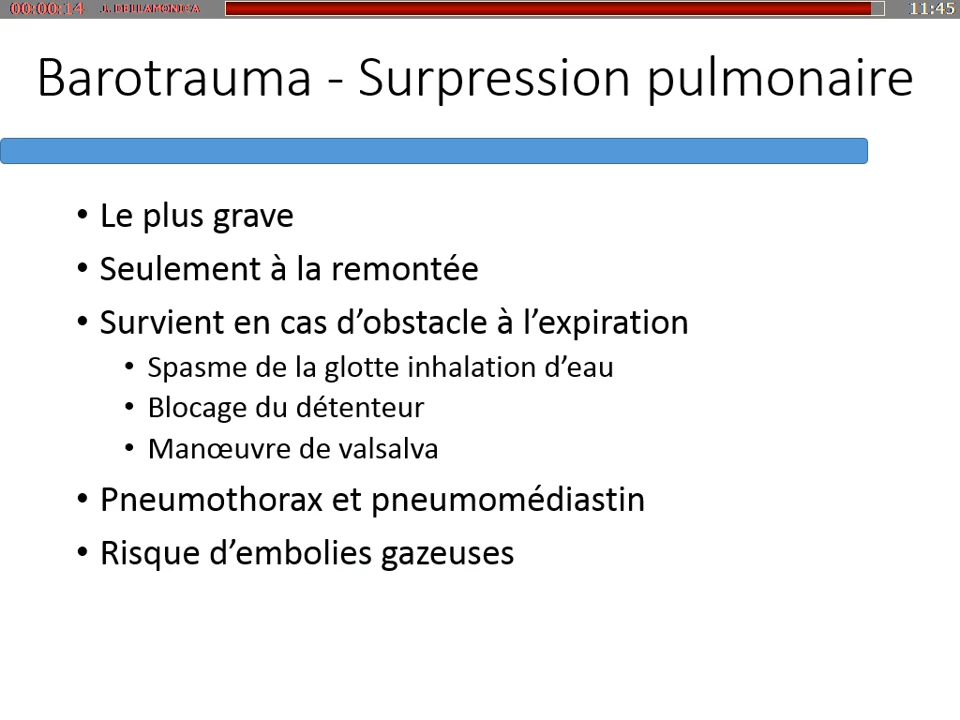 00:00:14 J. DELLAMONICA 11:45
Barotrauma - Surpression pulmonaire
• Le plus grave
• Seulement à la remontée
• Survient en cas d’obstacle à l’expiration
• Spasme de la glotte inhalation d’eau
• Blocage du détenteur
• Manœuvre de valsalva
• Pneumothorax et pneumomédiastin
• Risque d’embolies gazeuses